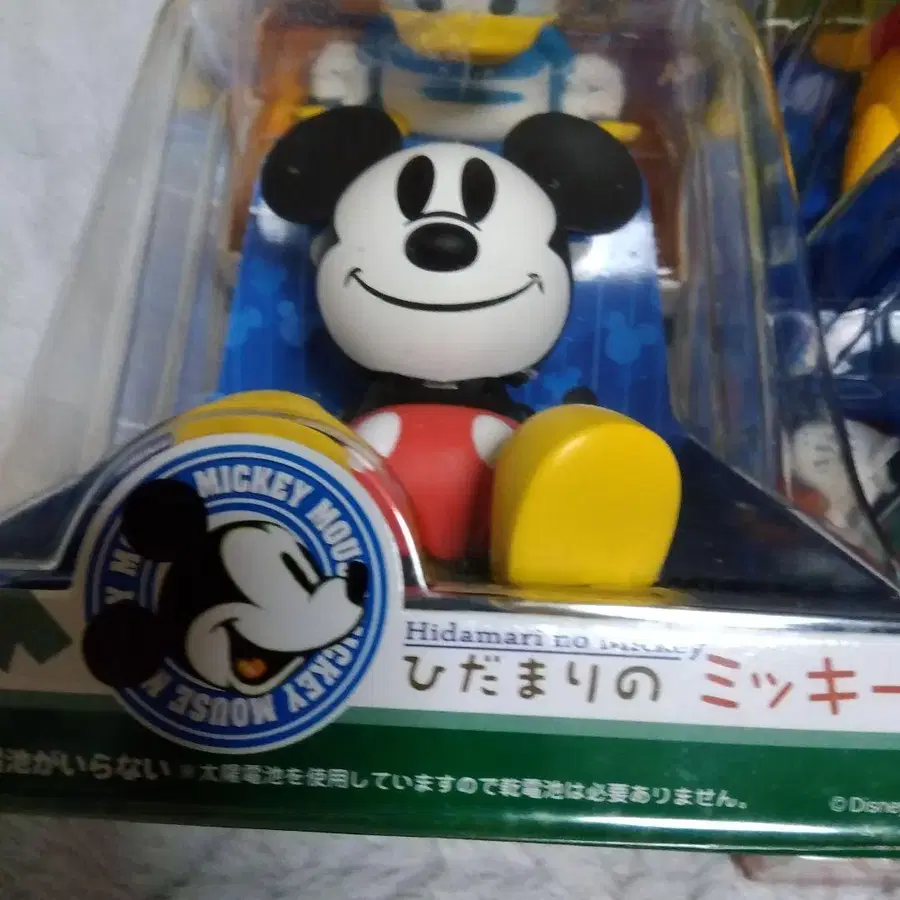 MICKEY MOUSE
MICKEY MOUSE
Hidamari no Mickey
ひだまりの ミッキー
池がいらない ※太陽電池を使用していますので乾電池は必要ありません。
©Disney